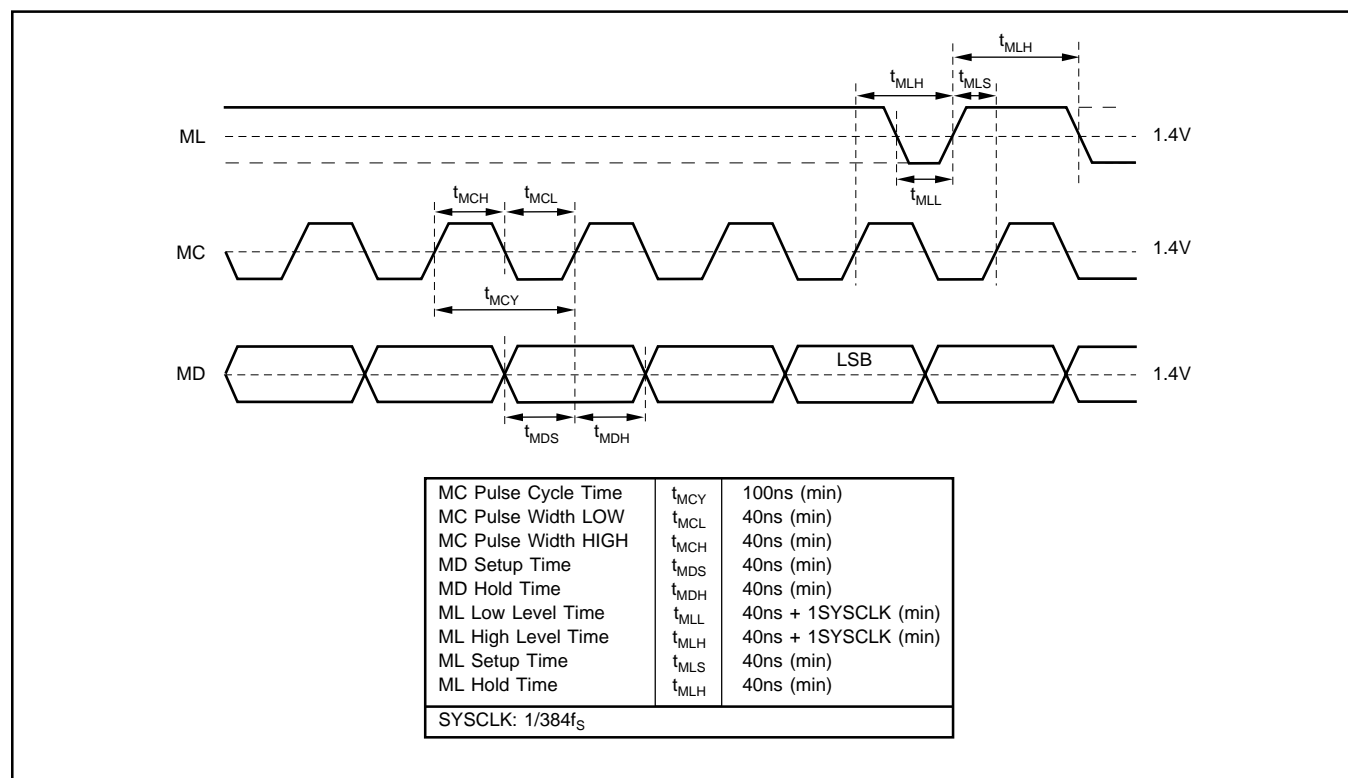 tMLH
tMLH tMLS
ML 1.4V
tMLL
tMCH tMCL
MC 1.4V
tMCY
LSB
MD 1.4V
tMDS tMDH
MC Pulse Cycle Time tMCY 100ns (min)
MC Pulse Width LOW tMCL 40ns (min)
MC Pulse Width HIGH tMCH 40ns (min)
MD Setup Time tMDS 40ns (min)
MD Hold Time tMDH 40ns (min)
ML Low Level Time tMLL 40ns + 1SYSCLK (min)
ML High Level Time tMLH 40ns + 1SYSCLK (min)
ML Setup Time tMLS 40ns (min)
ML Hold Time tMLH 40ns (min)
SYSCLK: 1/384fS